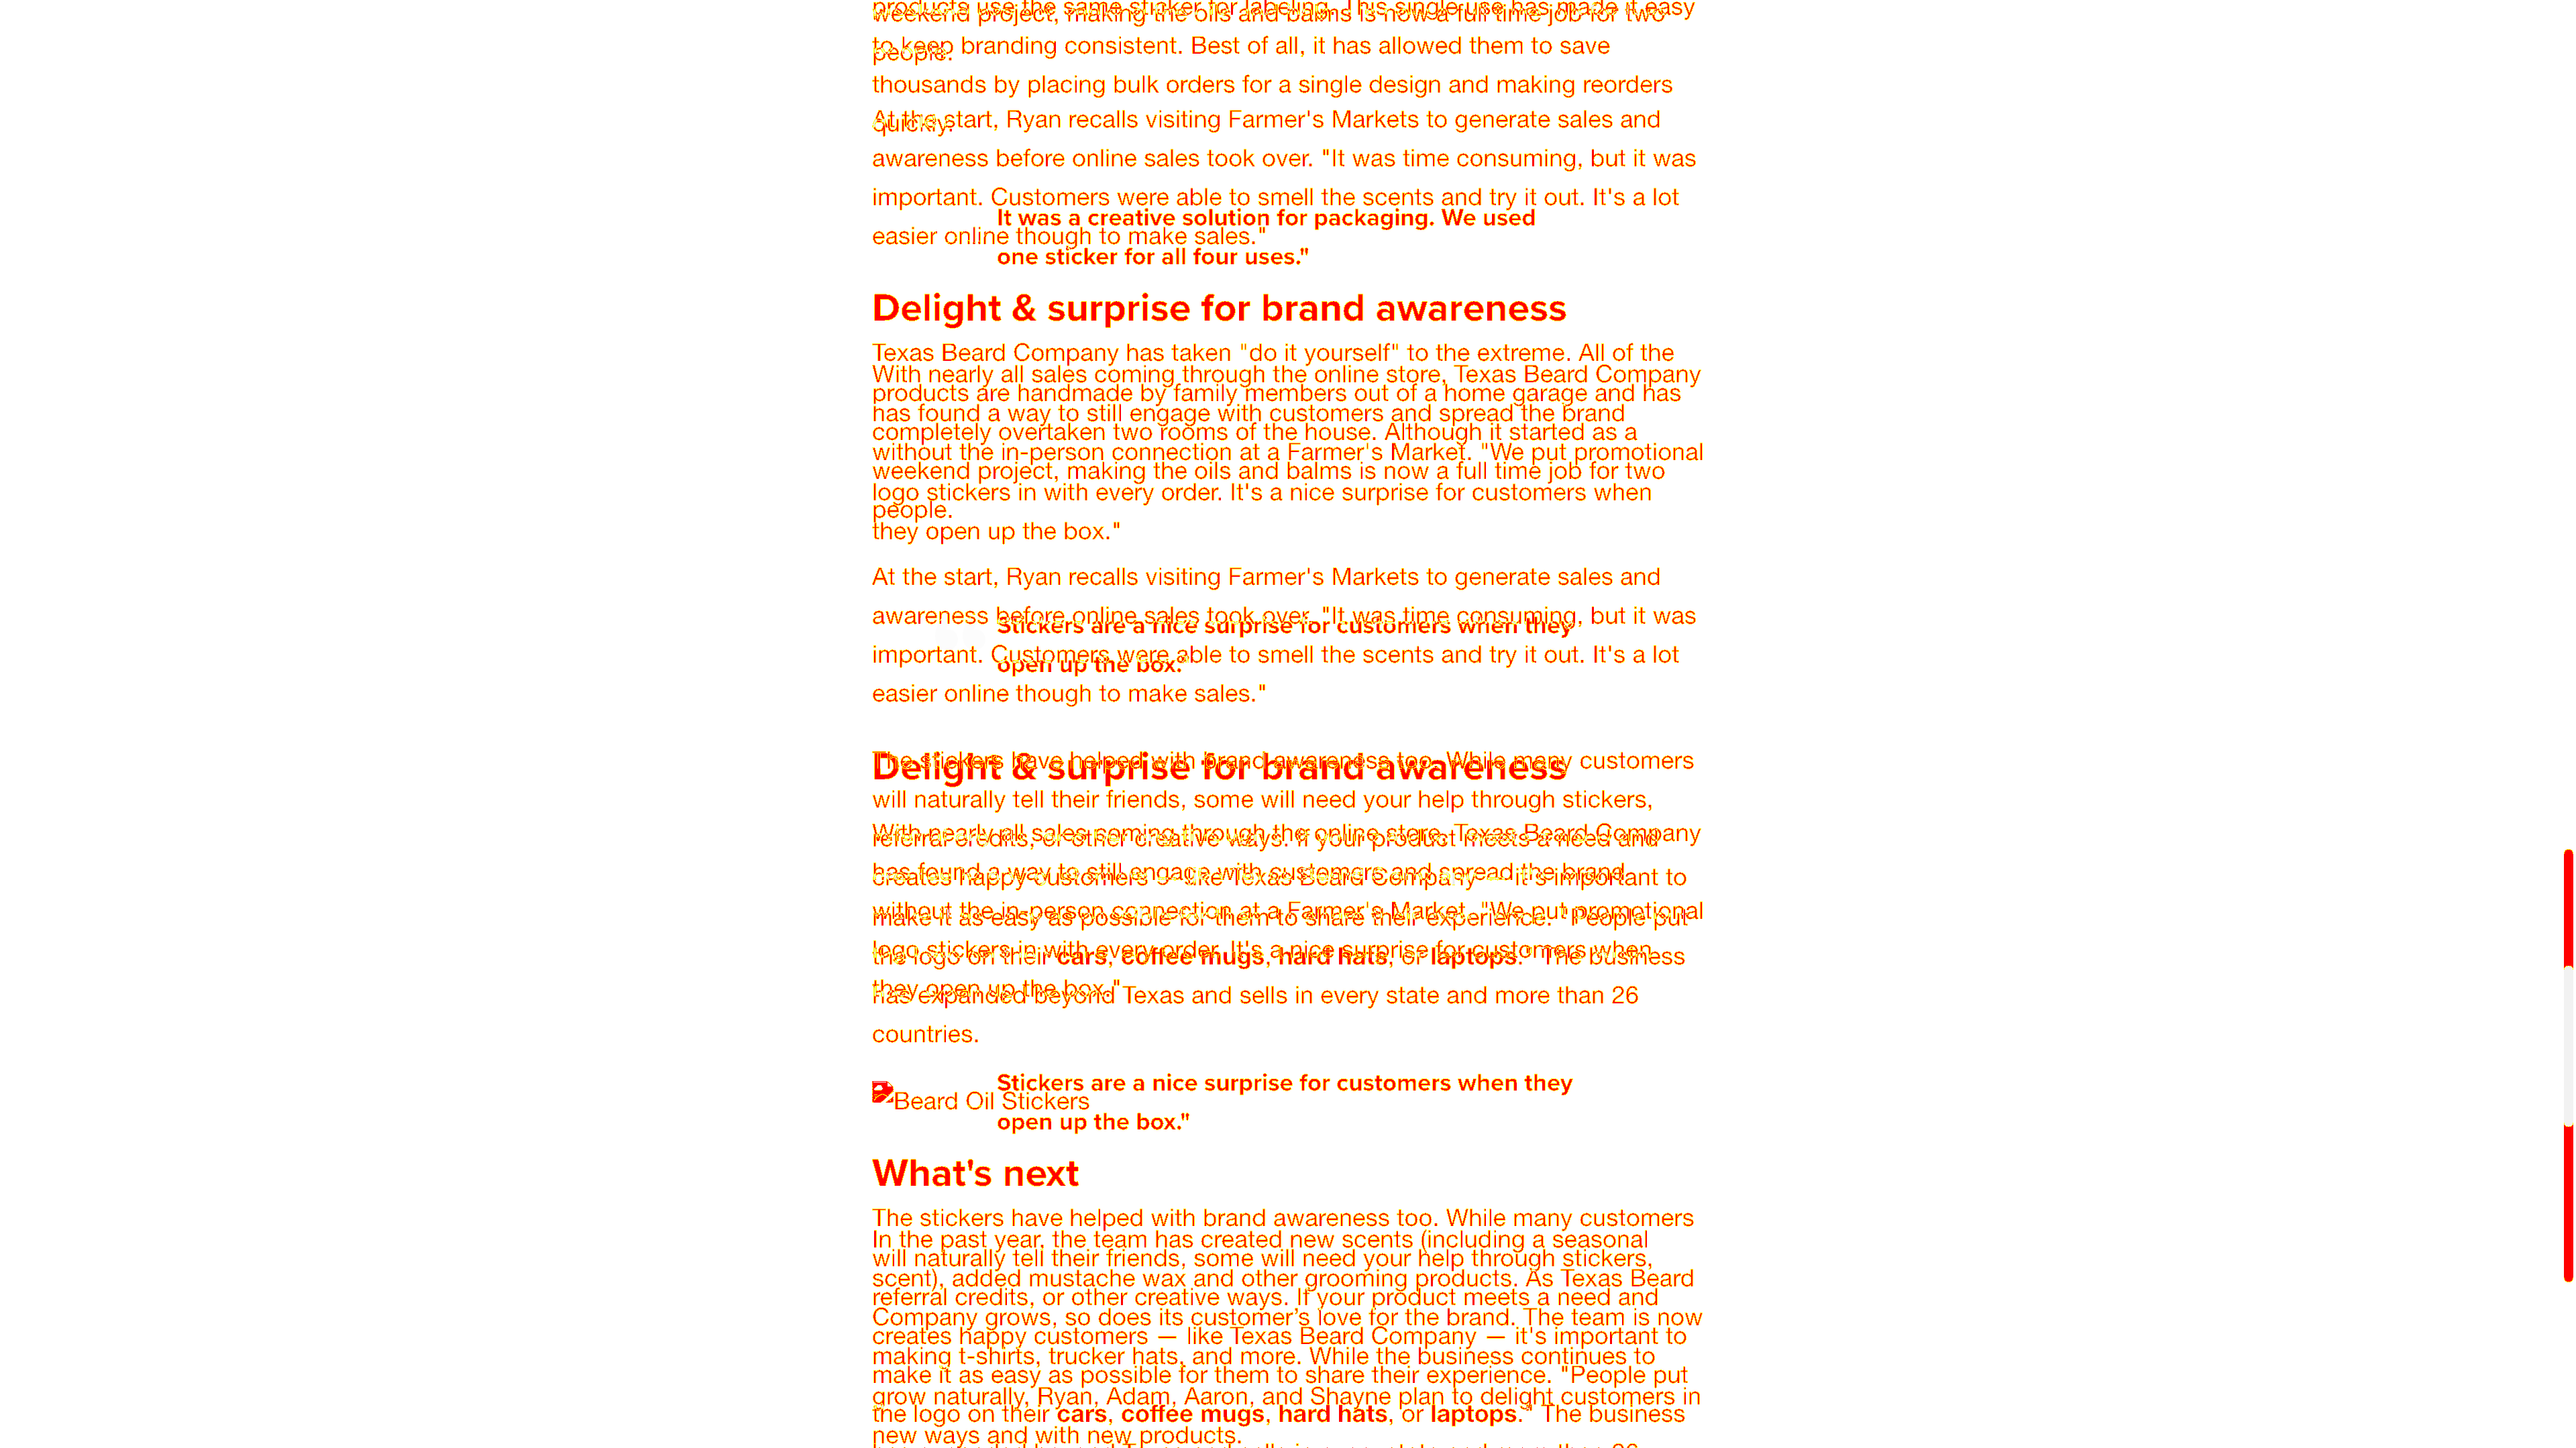 products use the same sticker for labeling. This single use has made it easy
weekend project, making the oils and balms is now a full time job for two
to keep branding consistent. Best of all, it has allowed them to save
people.
thousands by placing bulk orders for a single design and making reorders
At the start, Ryan recalls visiting Farmer's Markets to generate sales and
quickly.
awareness before online sales took over. "It was time consuming, but it was
important. Customers were able to smell the scents and try it out. It's a lot
It was a creative solution for packaging. We used
easier online though to make sales."
one sticker for all four uses."
Delight & surprise for brand awareness
Texas Beard Company has taken "do it yourself" to the extreme. All of the
With nearly all sales coming through the online store, Texas Beard Company
products are handmade by family members out of a home garage and has
has found a way to still engage with customers and spread the brand
completely overtaken two rooms of the house. Although it started as a
without the in-person connection at a Farmer's Market. "We put promotional
weekend project, making the oils and balms is now a full time job for two
logo stickers in with every order. It's a nice surprise for customers when
people.
they open up the box."
At the start, Ryan recalls visiting Farmer's Markets to generate sales and
awareness before online sales took over. "It was time consuming, but it was
Stickers are a nice surprise for customers when they
important. Customers were able to smell the scents and try it out. It's a lot
open up the box."
easier online though to make sales."
The stickers have helped with brand awareness too. While many customers
Delight & surprise for brand awareness
will naturally tell their friends, some will need your help through stickers,
With nearly all sales coming through the online store, Texas Beard Company
referral credits, or other creative ways. If your product meets a need and
has found a way to still engage with customers and spread the brand
creates happy customers — like Texas Beard Company — it's important to
without the in-person connection at a Farmer's Market. "We put promotional
make it as easy as possible for them to share their experience. "People put
logo stickers in with every order. It's a nice surprise for customers when
the logo on their cars, coffee mugs, hard hats, or laptops." The business
they open up the box."
has expanded beyond Texas and sells in every state and more than 26
countries.
Stickers are a nice surprise for customers when they
Beard Oil Stickers
open up the box."
What's next
The stickers have helped with brand awareness too. While many customers
In the past year, the team has created new scents (including a seasonal
will naturally tell their friends, some will need your help through stickers,
scent), added mustache wax and other grooming products. As Texas Beard
referral credits, or other creative ways. If your product meets a need and
Company grows, so does its customer’s love for the brand. The team is now
creates happy customers — like Texas Beard Company — it's important to
making t-shirts, trucker hats, and more. While the business continues to
make it as easy as possible for them to share their experience. "People put
grow naturally, Ryan, Adam, Aaron, and Shayne plan to delight customers in
the logo on their cars, coffee mugs, hard hats, or laptops." The business
new ways and with new products.